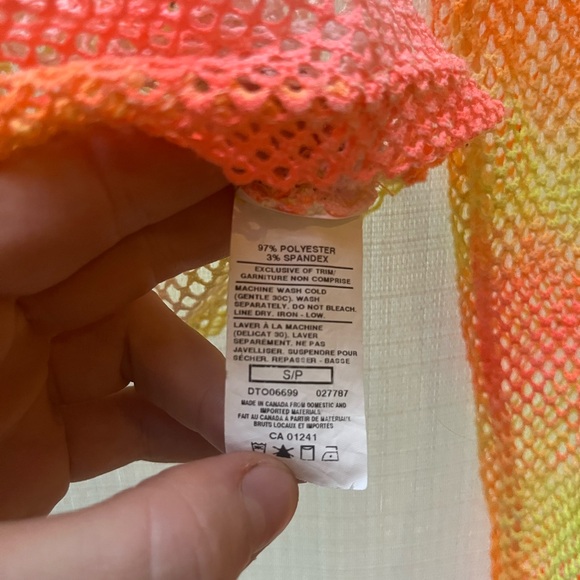 97% POLYESTER
3% SPANDEX
EXCLUSIVE OF TRIM/
GARNITURE NON COMPRISE
MACHINE WASH COLD
(GENTLE 30C). WASH
SEPARATELY. DO NOT BLEACH.
LINE DRY. IRON - LOW.
LAVER À LA MACHINE
(DELICAT 30). LAVER
SEPAREMENT. NE PAS
JAVELLISER. SUSPENDRE POUR
SÉCHER. REPASSER - BASSE
S/P
DTO06699 027787
MADE IN CANADA FROM DOMESTIC AND
IMPORTED MATERIALS/
FAIT AU CANADA A PARTIR DE MATERIAUX
BRUTS LOCAUX ET IMPORTES
CA 01241